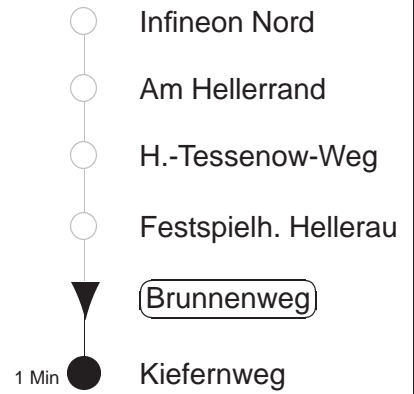 Infineon Nord
Am Hellerrand
H.-Tessenow-Weg
Festspielh. Hellerau
Brunnenweg
1 Min Kiefernweg